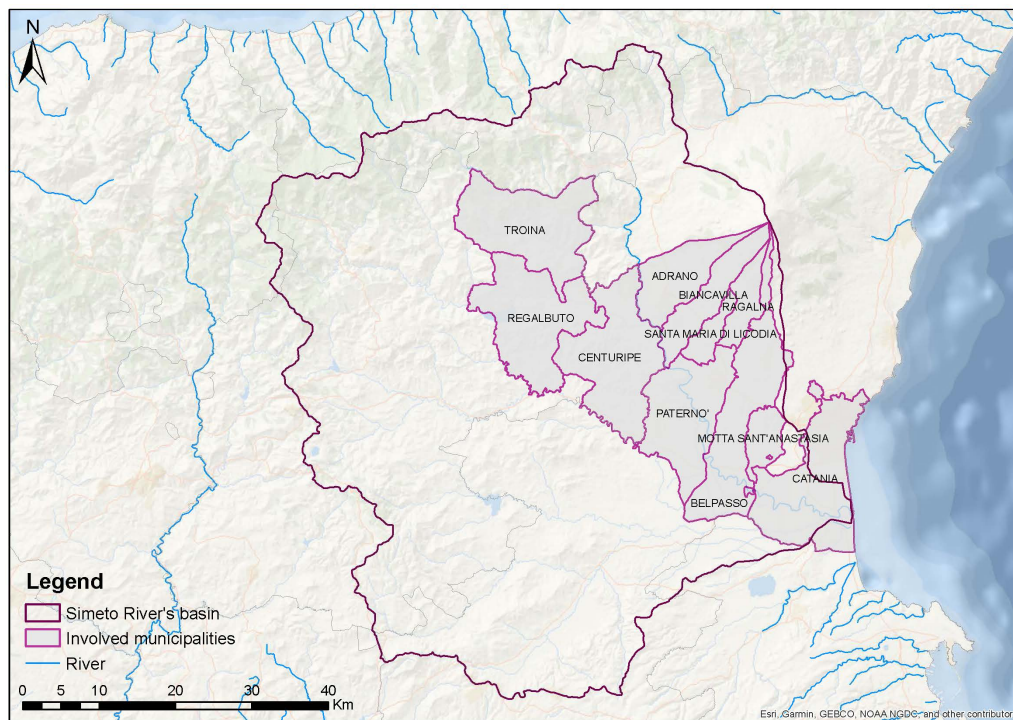 N
TROINA
ADRANO
BIANCAVILLA
RAGALNA
REGALBUTO
SANTA MARIA DI LICODIA
CENTURIPE
PATERNO'
MOTTA SANT'ANASTASIA
CATANIA
BELPASSO
Legend
Simeto River's basin
Involved municipalities
River
0 5 10 20 30 40
Km
Esri, Garmin, GEBCO, NOAA NGDC, and other contributor